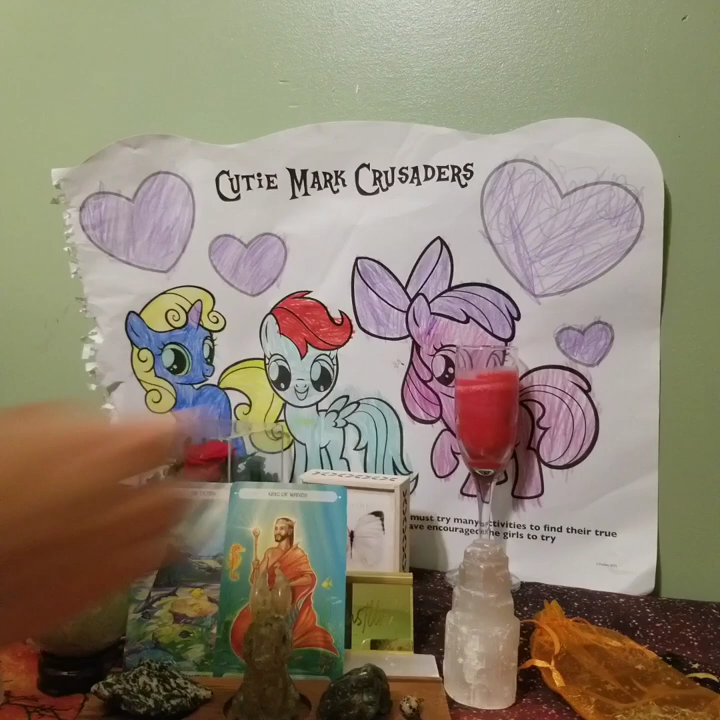 CUTIE MARK CRUSADERS
must try many activities to find their true
ave encouraged the girls to try
KING OF WANDS